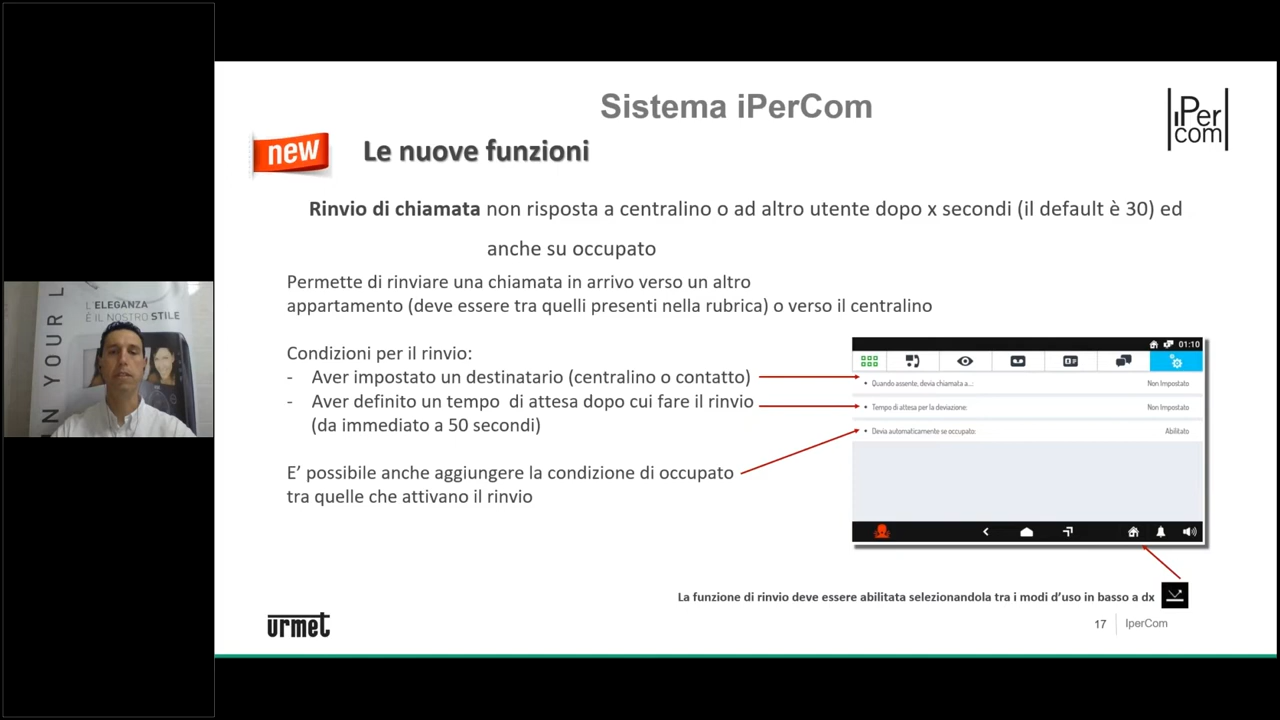 Sistema iPerCom
iPer
com
new
Le nuove funzioni
Rinvio di chiamata non risposta a centralino o ad altro utente dopo x secondi (il default è 30) ed
anche su occupato
Permette di rinviare una chiamata in arrivo verso un altro
appartamento (deve essere tra quelli presenti nella rubrica) o verso il centralino
Condizioni per il rinvio:
- Aver impostato un destinatario (centralino o contatto)
- Aver definito un tempo di attesa dopo cui fare il rinvio
(da immediato a 50 secondi)
E' possibile anche aggiungere la condizione di occupato
tra quelle che attivano il rinvio
01:10
• Quando assente, devia chiamata a...: Non Impostato
• Tempo di attesa per la deviazione: Non Impostato
• Devia automaticamente se occupato: Abilitato
La funzione di rinvio deve essere abilitata selezionandola tra i modi d'uso in basso a dx
urmet
17 IperCom
IN YOUR L
L'ELEGANZA
È IL NOSTRO STILE